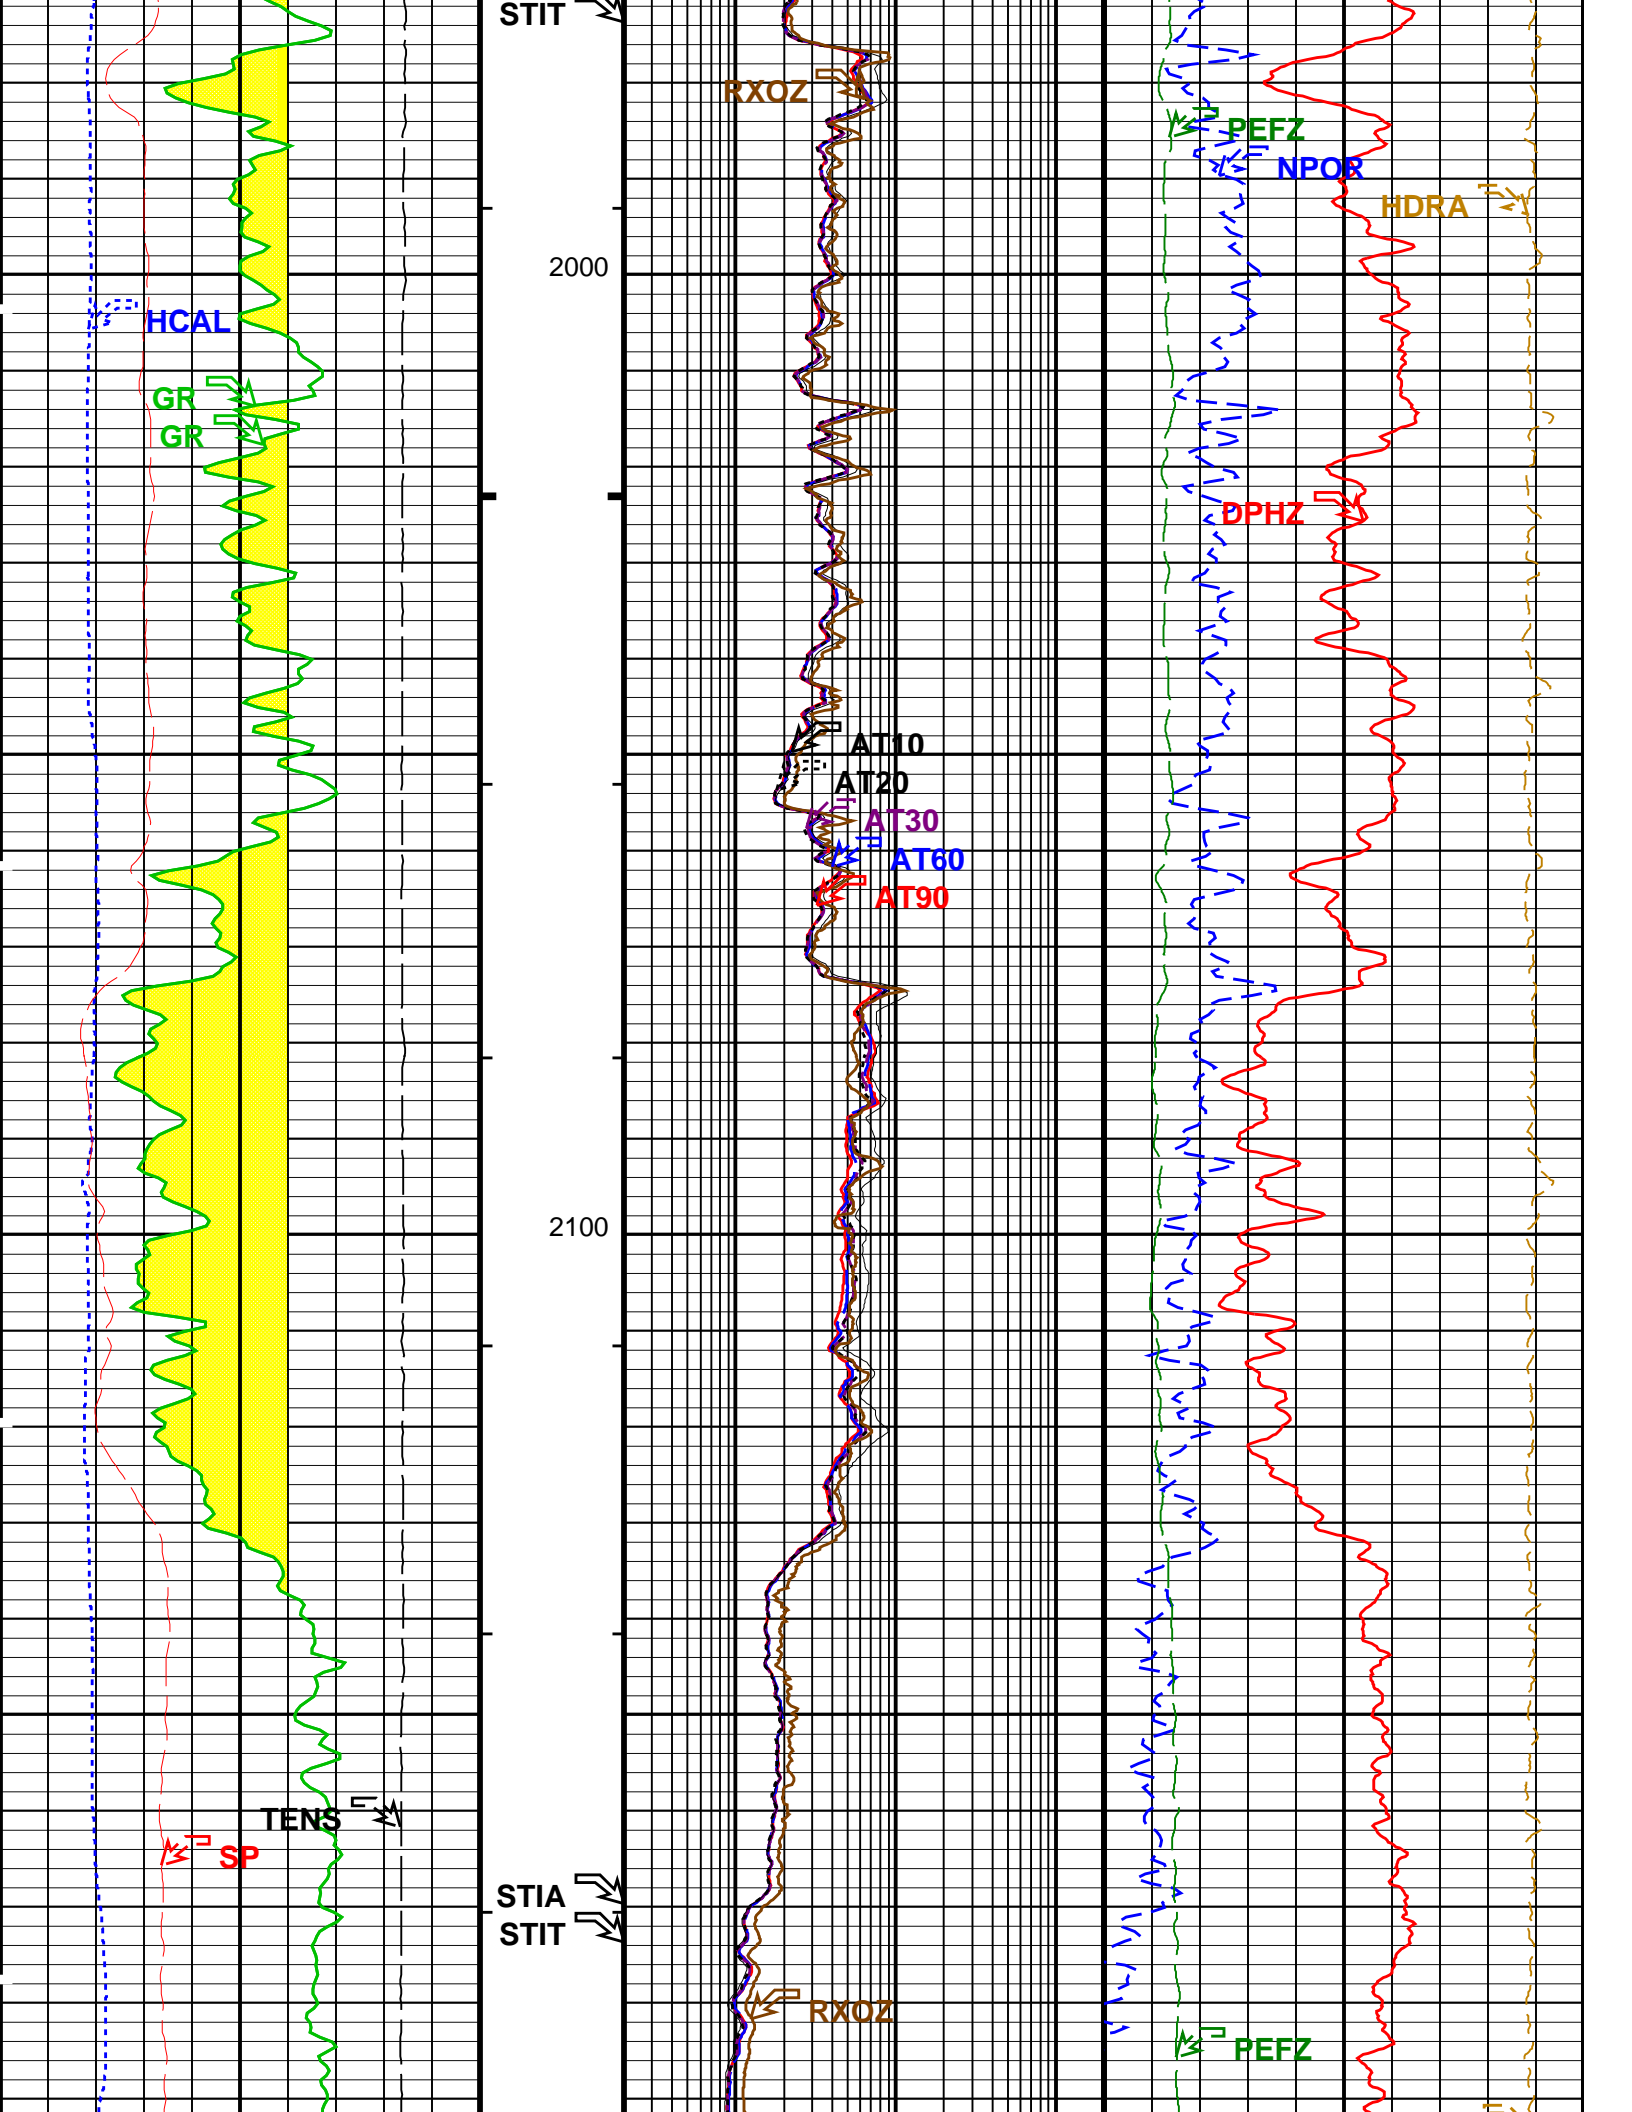 STIT
RXOZ
PEFZ
NPOR
HDRA
2000
HCAL
GR
GR
DPHZ
AT10
AT20
AT30
AT60
AT90
2100
TENS
SP
STIA
STIT
RXOZ
PEFZ